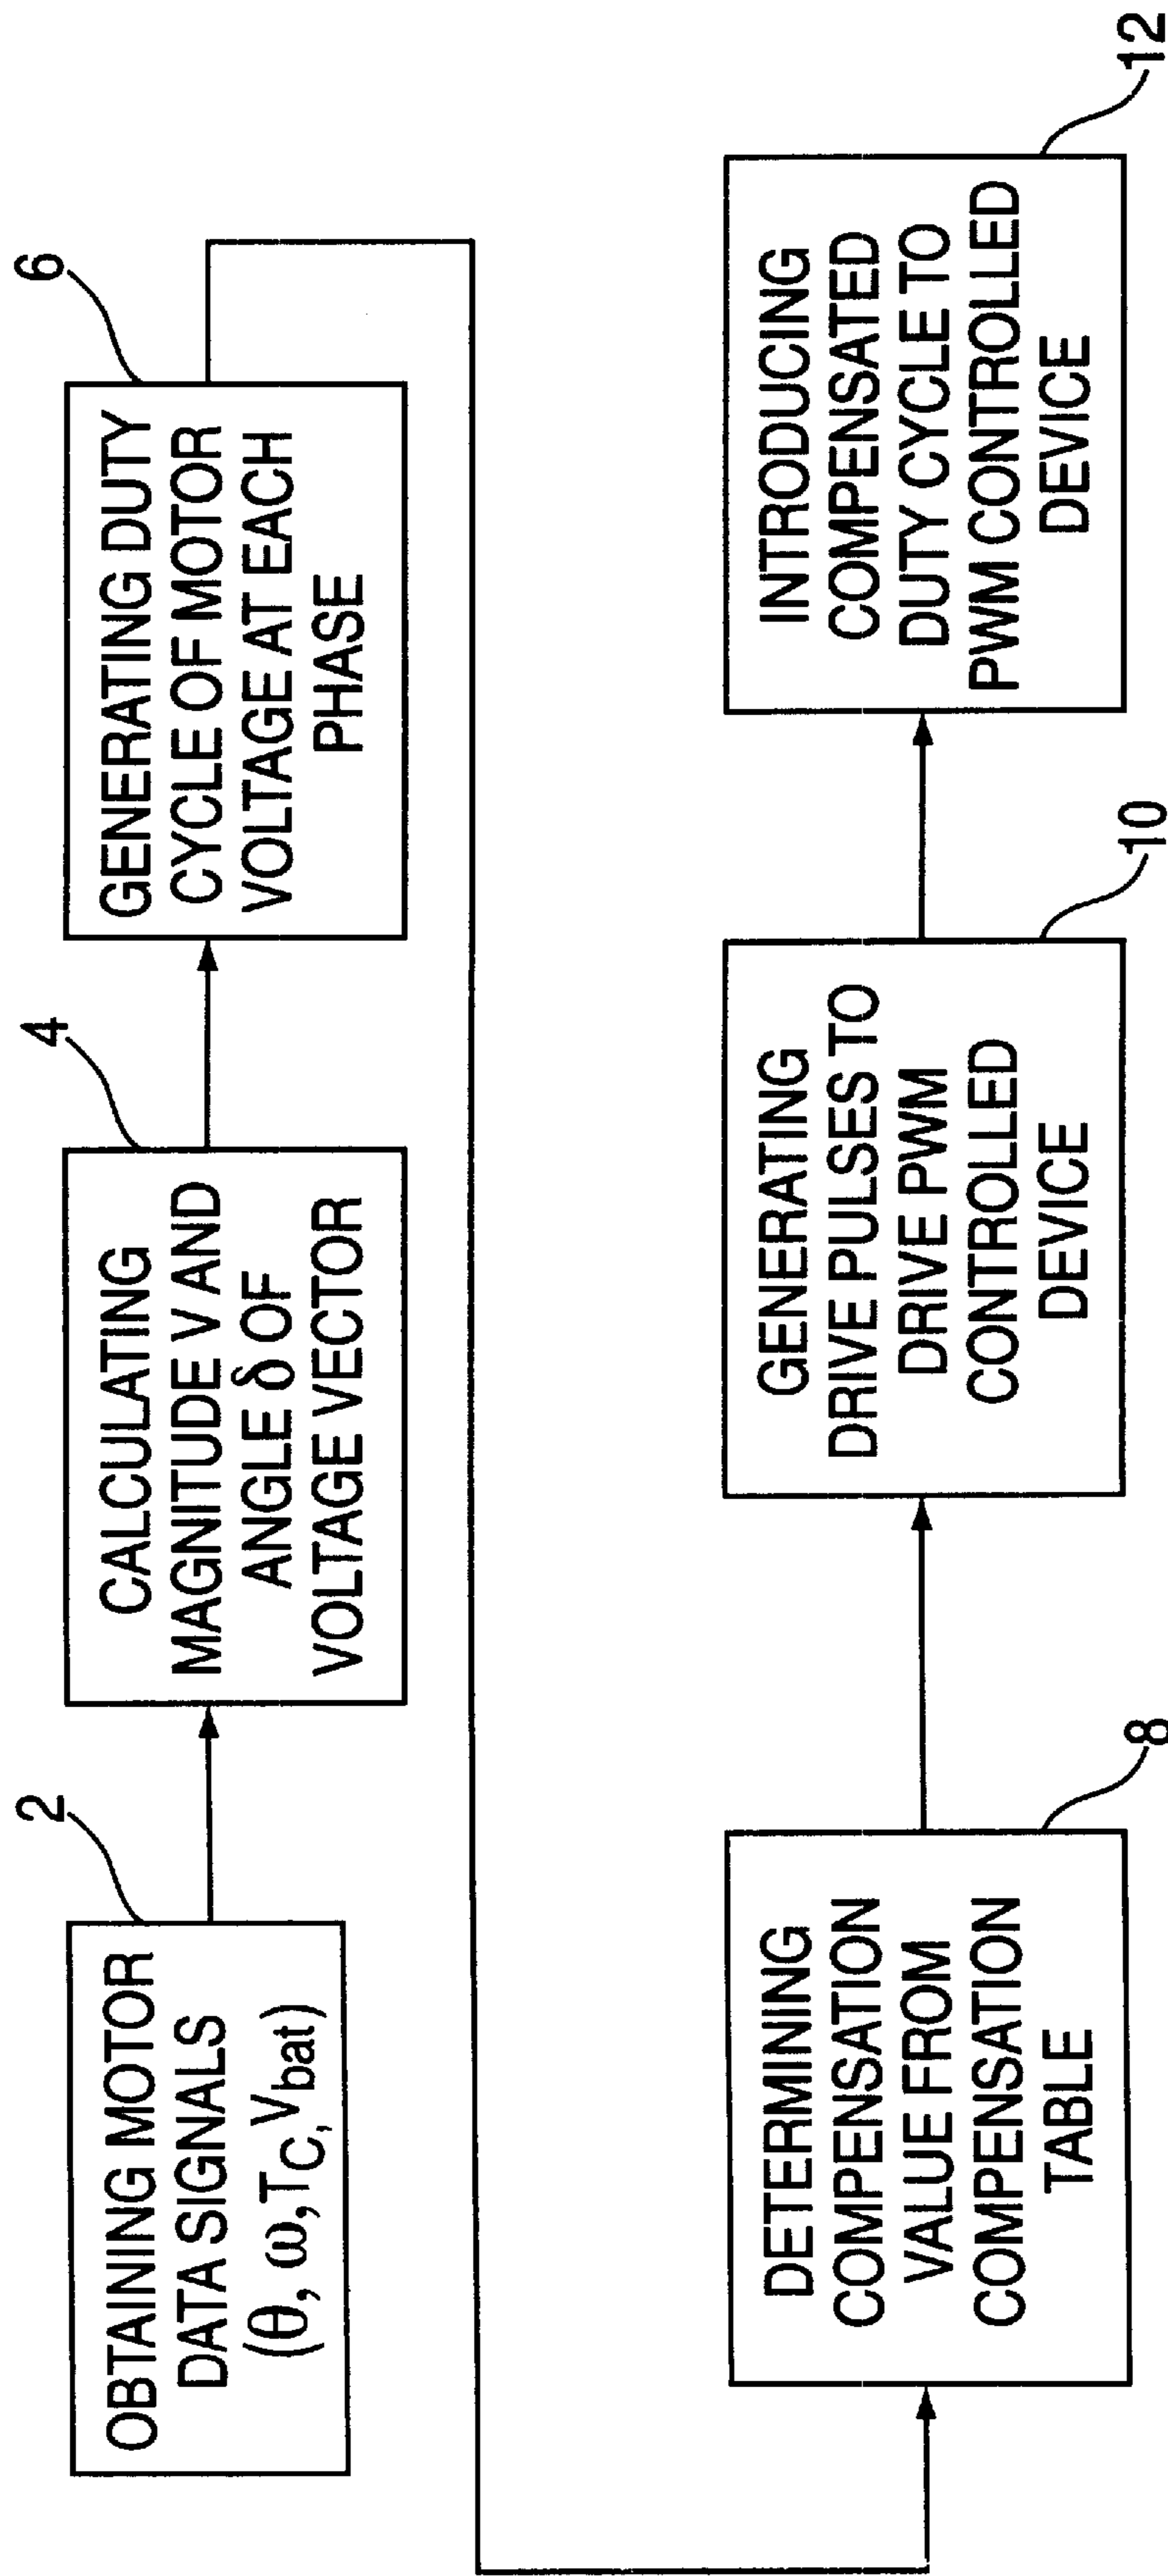 2
OBTAINING MOTOR
DATA SIGNALS
(θ, ω, T_C, V_bat)
4
CALCULATING
MAGNITUDE V AND
ANGLE δ OF
VOLTAGE VECTOR
6
GENERATING DUTY
CYCLE OF MOTOR
VOLTAGE AT EACH
PHASE
DETERMINING
COMPENSATION
VALUE FROM
COMPENSATION
TABLE
8
GENERATING
DRIVE PULSES TO
DRIVE PWM
CONTROLLED
DEVICE
10
INTRODUCING
COMPENSATED
DUTY CYCLE TO
PWM CONTROLLED
DEVICE
12